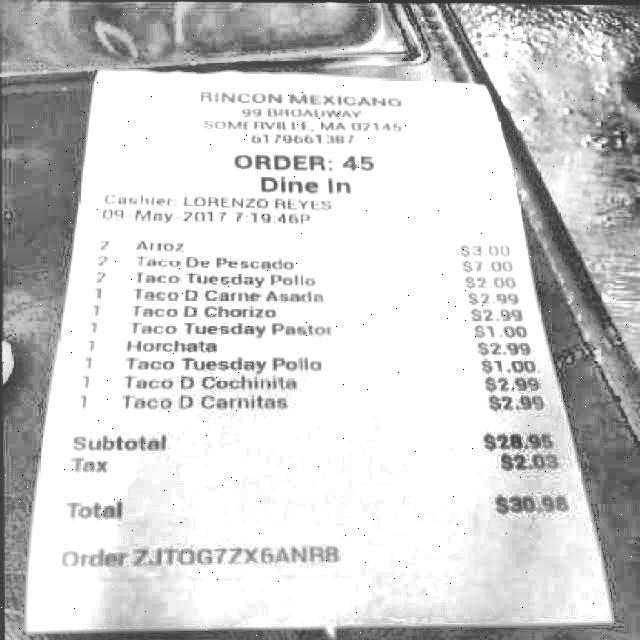 RINCON MEXICANO
99 BROADWAY
SOMERVILLE, MA 02145
6179661387
ORDER: 45
Dine In
Cashier: LORENZO REYES
09-May-2017 7:19:46P
2 Arroz $3.00
2 Taco De Pescado $7.00
2 Taco Tuesday Pollo $2.00
1 Taco D Carne Asada $2.99
1 Taco D Chorizo $2.99
1 Taco Tuesday Pastor $1.00
1 Horchata $2.99
1 Taco Tuesday Pollo $1.00
1 Taco D Cochinita $2.99
1 Taco D Carnitas $2.99
Subtotal $28.95
Tax $2.03
Total $30.98
Order ZJTQG7ZX6ANR8